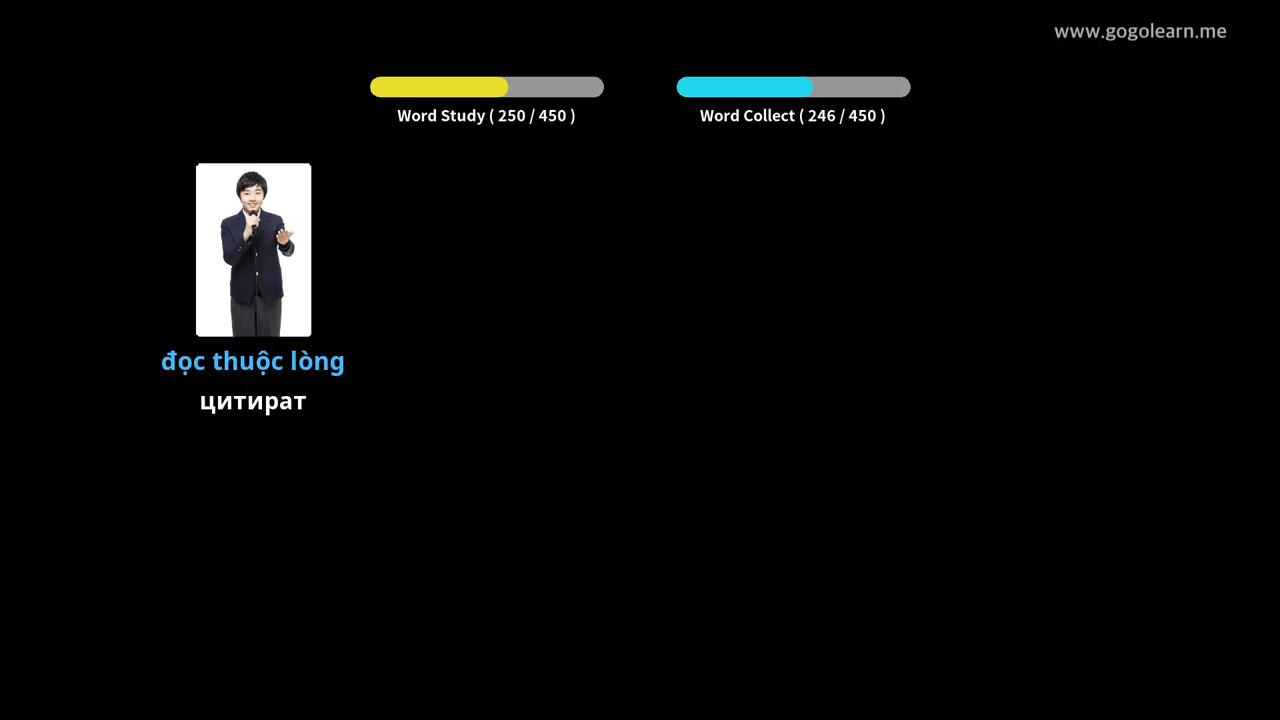 www.gogolearn.me
Word Study ( 250 / 450 )
Word Collect ( 246 / 450 )
đọc thuộc lòng
цитират